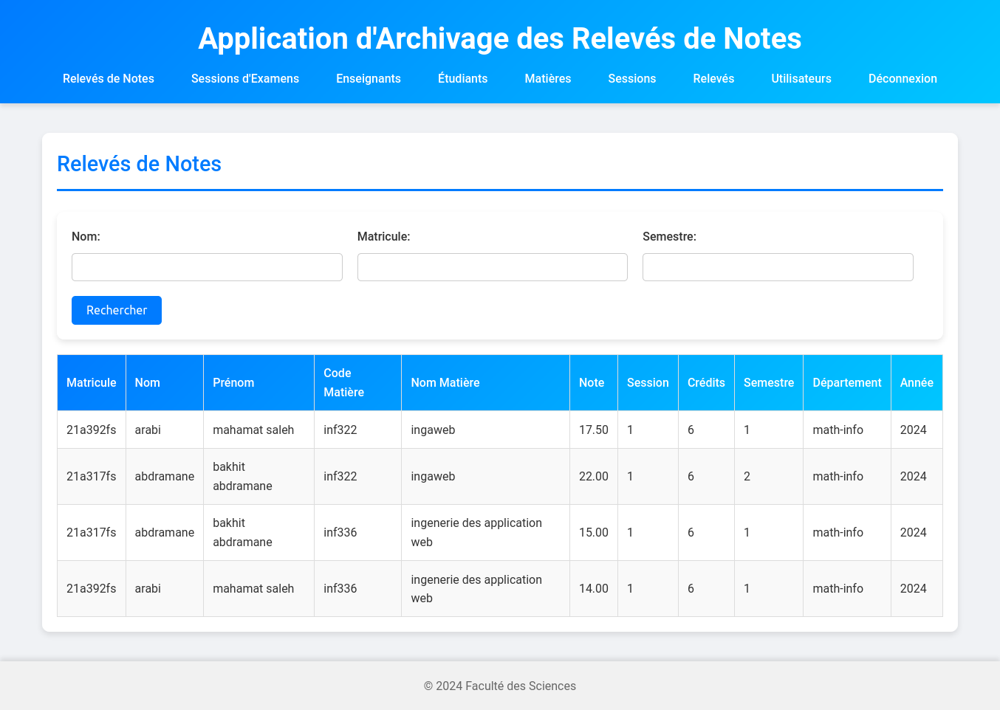 Application d'Archivage des Relevés de Notes
Relevés de Notes Sessions d'Examens Enseignants Étudiants Matières Sessions Relevés Utilisateurs Déconnexion
Relevés de Notes
Nom: Matricule: Semestre:
Rechercher
Matricule Nom Prénom Code Matière Nom Matière Note Session Crédits Semestre Département Année
21a392fs arabi mahamat saleh inf322 ingaweb 17.50 1 6 1 math-info 2024
21a317fs abdramane bakhit abdramane inf322 ingaweb 22.00 1 6 2 math-info 2024
21a317fs abdramane bakhit abdramane inf336 ingenerie des application web 15.00 1 6 1 math-info 2024
21a392fs arabi mahamat saleh inf336 ingenerie des application web 14.00 1 6 1 math-info 2024
© 2024 Faculté des Sciences